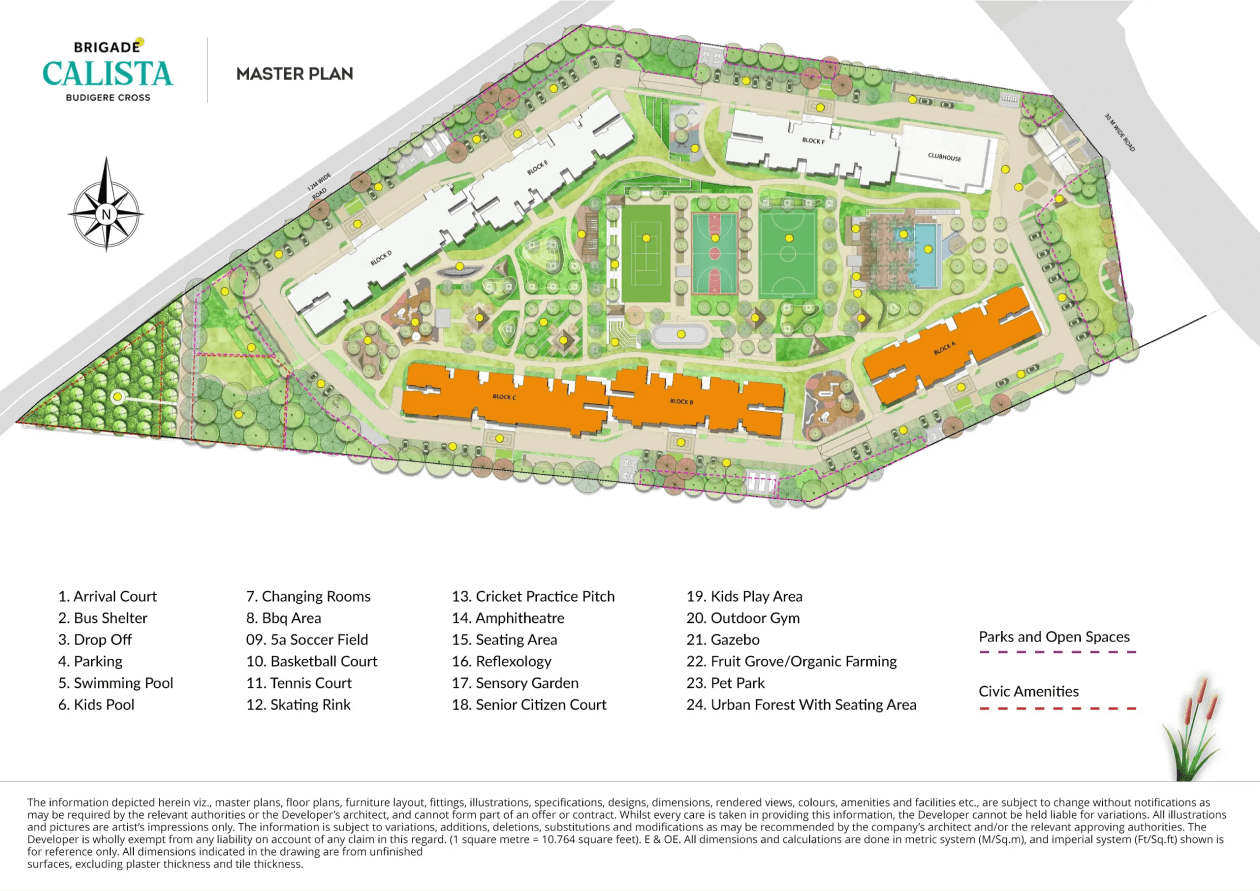 BRIGADE
CALISTA
BUDIGERE CROSS
MASTER PLAN
N
12M WIDE
ROAD
30 M WIDE ROAD
BLOCK E
BLOCK F
CLUBHOUSE
BLOCK D
BLOCK A
BLOCK C
BLOCK B
1. Arrival Court
2. Bus Shelter
3. Drop Off
4. Parking
5. Swimming Pool
6. Kids Pool
7. Changing Rooms
8. Bbq Area
09. 5a Soccer Field
10. Basketball Court
11. Tennis Court
12. Skating Rink
13. Cricket Practice Pitch
14. Amphitheatre
15. Seating Area
16. Reflexology
17. Sensory Garden
18. Senior Citizen Court
19. Kids Play Area
20. Outdoor Gym
21. Gazebo
22. Fruit Grove/Organic Farming
23. Pet Park
24. Urban Forest With Seating Area
Parks and Open Spaces
Civic Amenities
The information depicted herein viz., master plans, floor plans, furniture layout, fittings, illustrations, specifications, designs, dimensions, rendered views, colours, amenities and facilities etc., are subject to change without notifications as
may be required by the relevant authorities or the Developer's architect, and cannot form part of an offer or contract. Whilst every care is taken in providing this information, the Developer cannot be held liable for variations. All illustrations
and pictures are artist's impressions only. The information is subject to variations, additions, deletions, substitutions and modifications as may be recommended by the company's architect and/or the relevant approving authorities. The
Developer is wholly exempt from any liability on account of any claim in this regard. (1 square metre = 10.764 square feet). E & OE. All dimensions and calculations are done in metric system (M/Sq.m), and imperial system (Ft/Sq.ft) shown is
for reference only. All dimensions indicated in the drawing are from unfinished
surfaces, excluding plaster thickness and tile thickness.